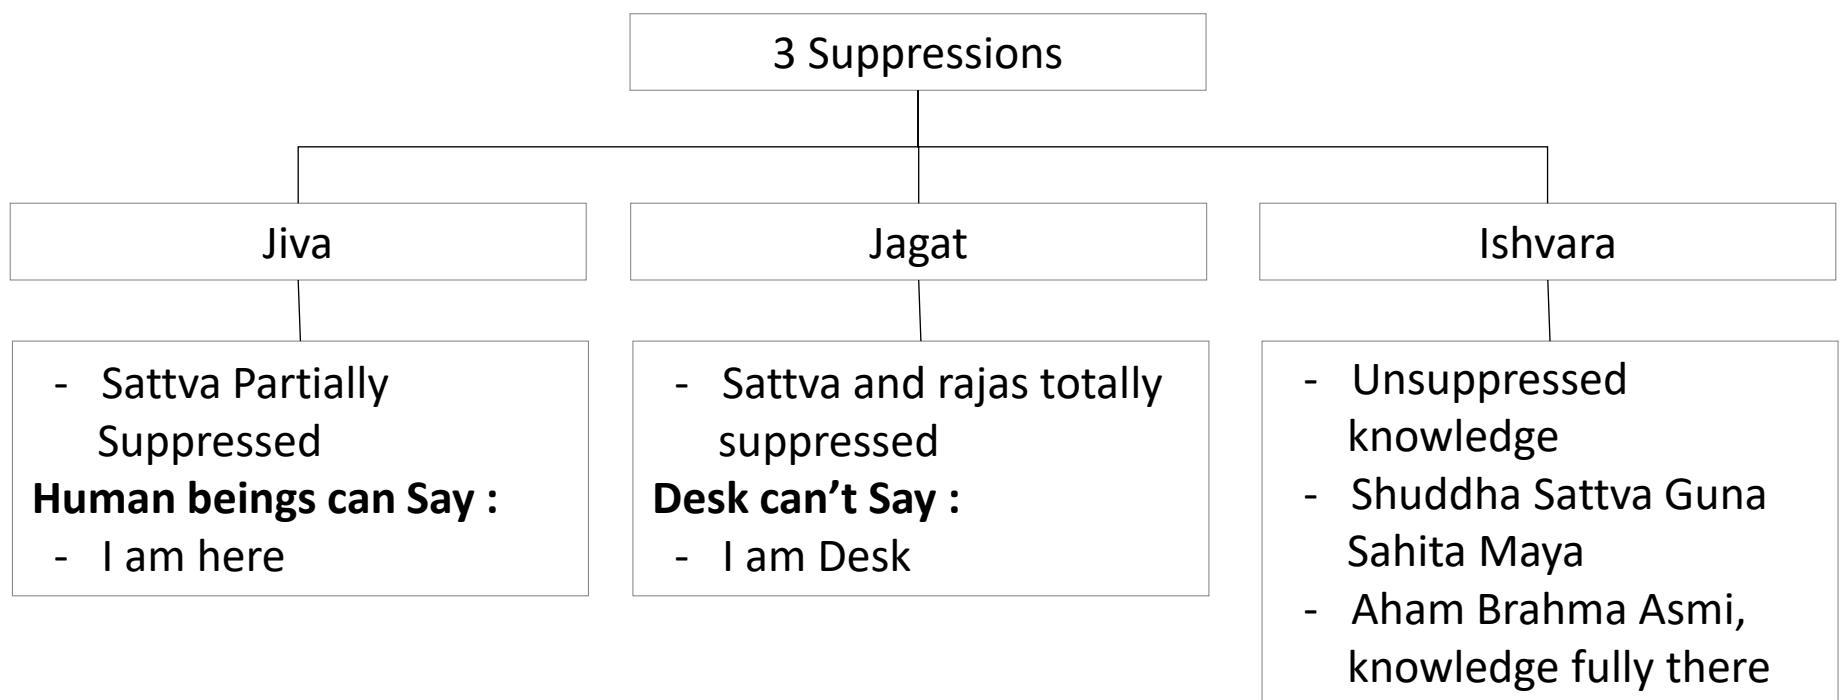 3 Suppressions
Jiva
Jagat
Ishvara
- Sattva Partially
Suppressed
Human beings can Say :
- I am here
- Sattva and rajas totally
suppressed
Desk can’t Say :
- I am Desk
- Unsuppressed
knowledge
- Shuddha Sattva Guna
Sahita Maya
- Aham Brahma Asmi,
knowledge fully there